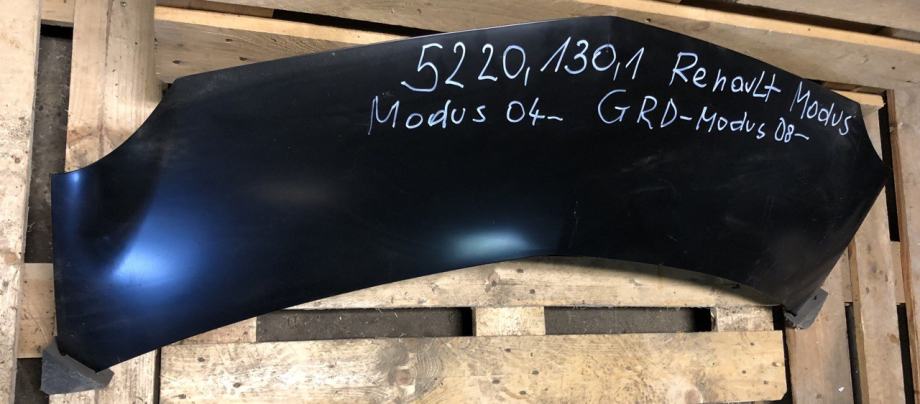 5220,130,1 Renault Modus
Modus 04- GRD-Modus 08-